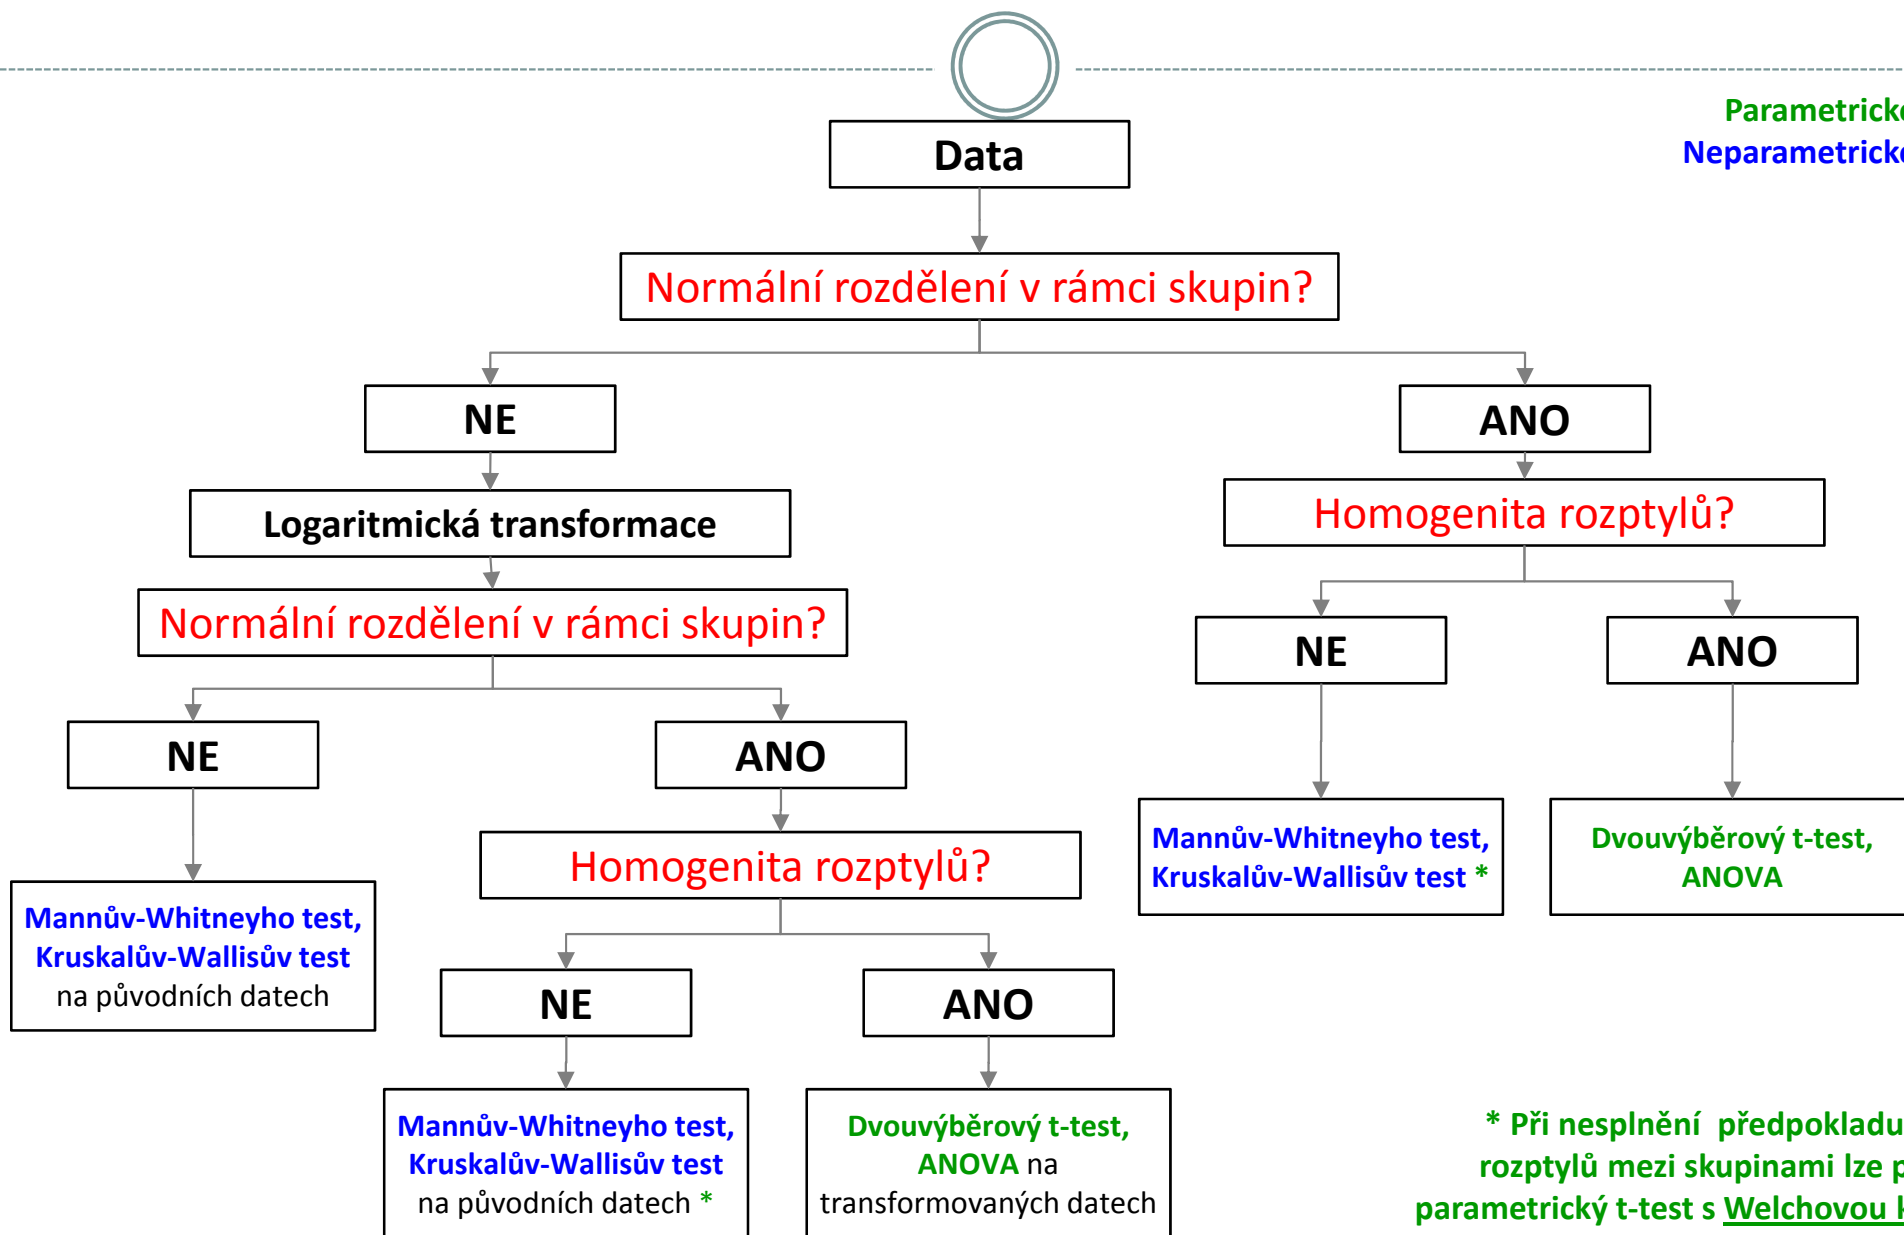 Parametrick
Neparametrick
Data
Normální rozdělení v rámci skupin?
NE
ANO
Logaritmická transformace
Homogenita rozptylů?
Normální rozdělení v rámci skupin?
NE
ANO
NE
ANO
Homogenita rozptylů?
Mannův-Whitneyho test,
Kruskalův-Wallisův test *
Dvouvýběrový t-test,
ANOVA
Mannův-Whitneyho test,
Kruskalův-Wallisův test
na původních datech
NE
ANO
Mannův-Whitneyho test,
Kruskalův-Wallisův test
na původních datech *
Dvouvýběrový t-test,
ANOVA na
transformovaných datech
* Při nesplnění předpokladu
rozptylů mezi skupinami lze
parametrický t-test s Welchovou